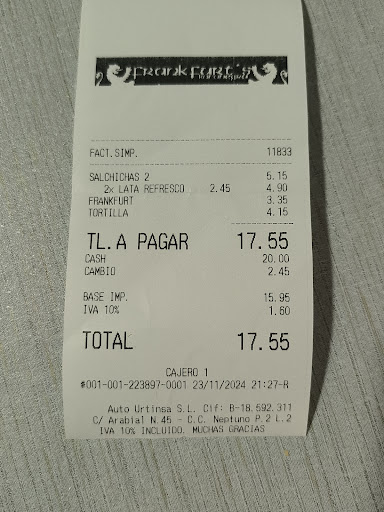 Frankfurt's
FACT.SIMP. 11833
SALCHICHAS 2 5.15
2x LATA REFRESCO 2.45 4.90
FRANKFURT 3.35
TORTILLA 4.15
TL.A PAGAR 17.55
CASH 20.00
CAMBIO 2.45
BASE IMP. 15.95
IVA 10% 1.60
TOTAL 17.55
CAJERO 1
#001-001-223897-0001 23/11/2024 21:27-R
Auto Urtinsa S.L. Cif: B-18.592.311
C/ Arabial N.45 - C.C. Neptuno P.2 L.2
IVA 10% INCLUIDO. MUCHAS GRACIAS